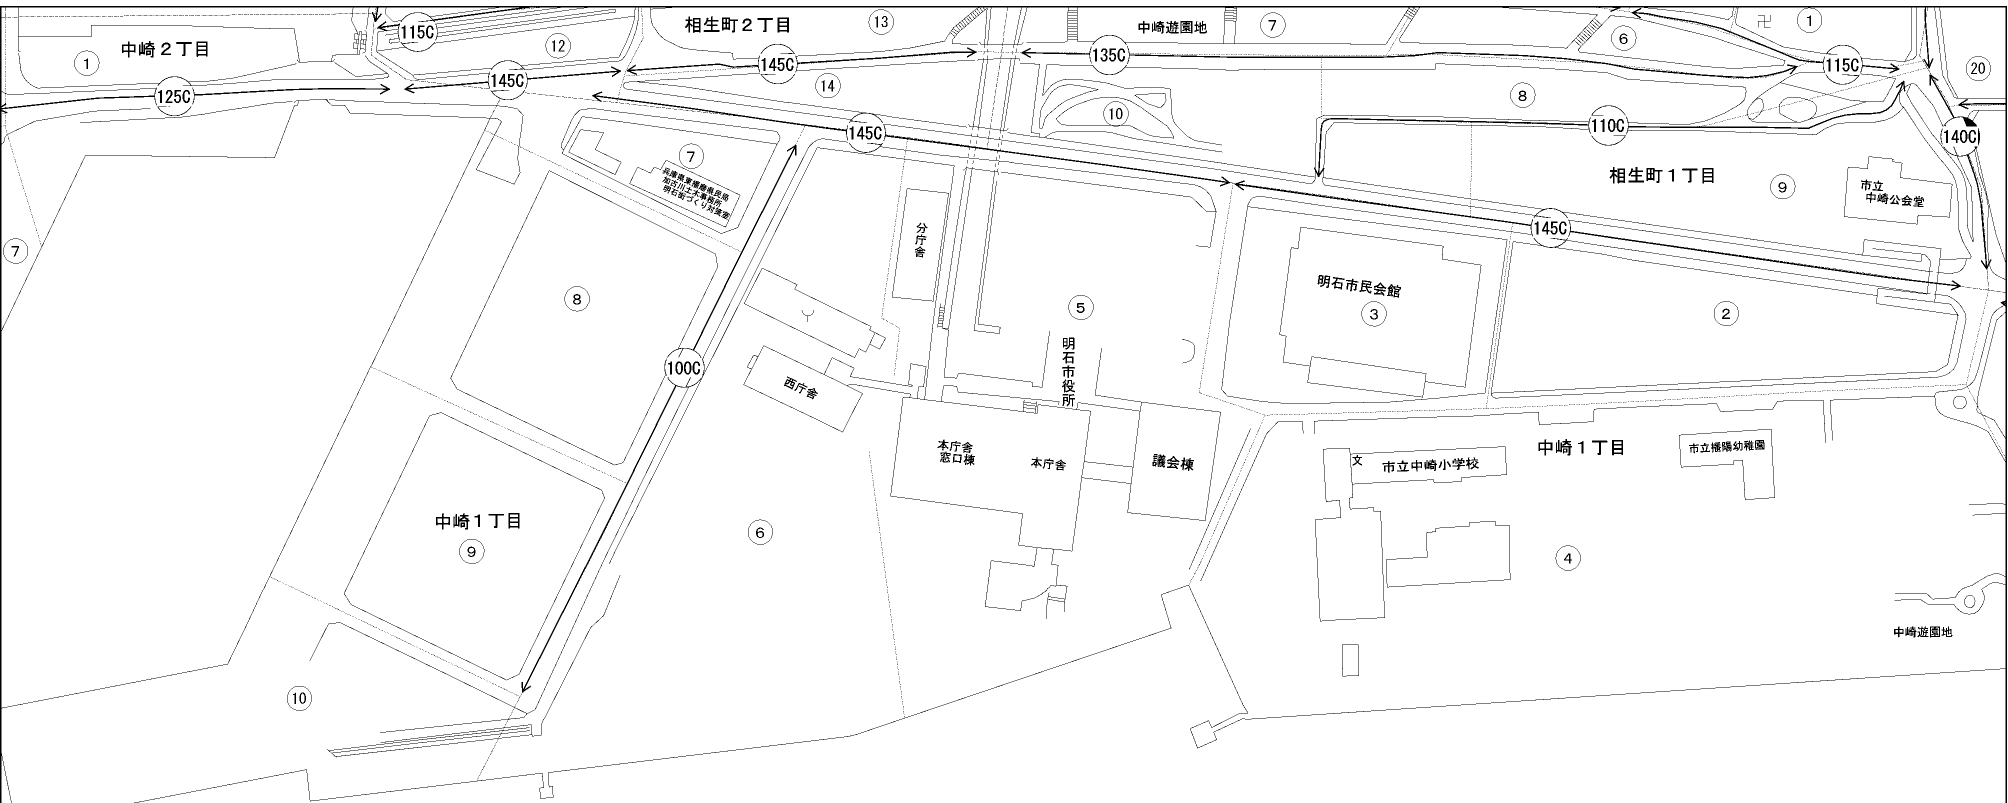 115C
相生町２丁目
13
中崎遊園地
7
1
中崎２丁目
1
12
6
145C
145C
135C
115C
20
125C
14
10
8
145C
110C
140C
7
兵庫県東播磨県民局
加古川土木事務所
明石街づくり対策室
相生町１丁目
9
市立
中崎公会堂
分庁舎
145C
7
8
5
明石市民会館
3
2
明石市役所
100C
西庁舎
本庁舎
窓口棟
本庁舎
議会棟
中崎１丁目
文
市立中崎小学校
市立播陽幼稚園
中崎１丁目
9
6
4
中崎遊園地
10